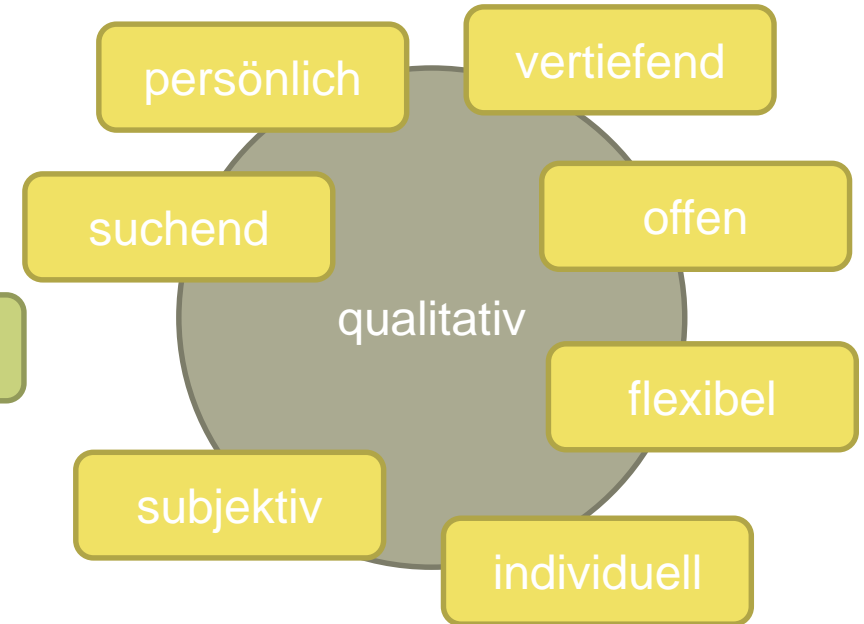 persönlich
vertiefend
suchend
offen
qualitativ
flexibel
subjektiv
individuell